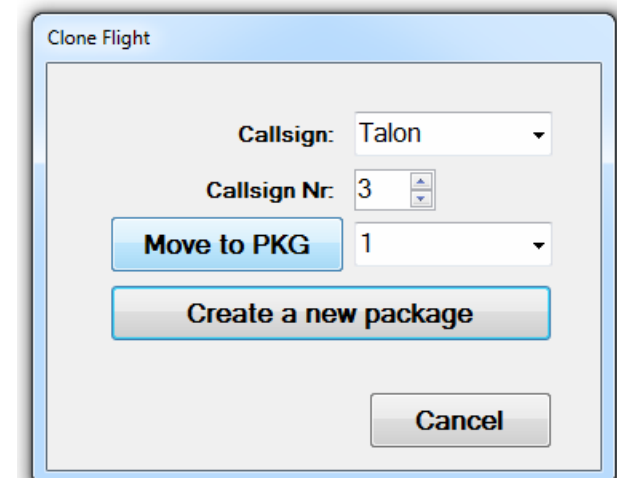 Clone Flight
Callsign: Talon
Callsign Nr: 3
Move to PKG 1
Create a new package
Cancel